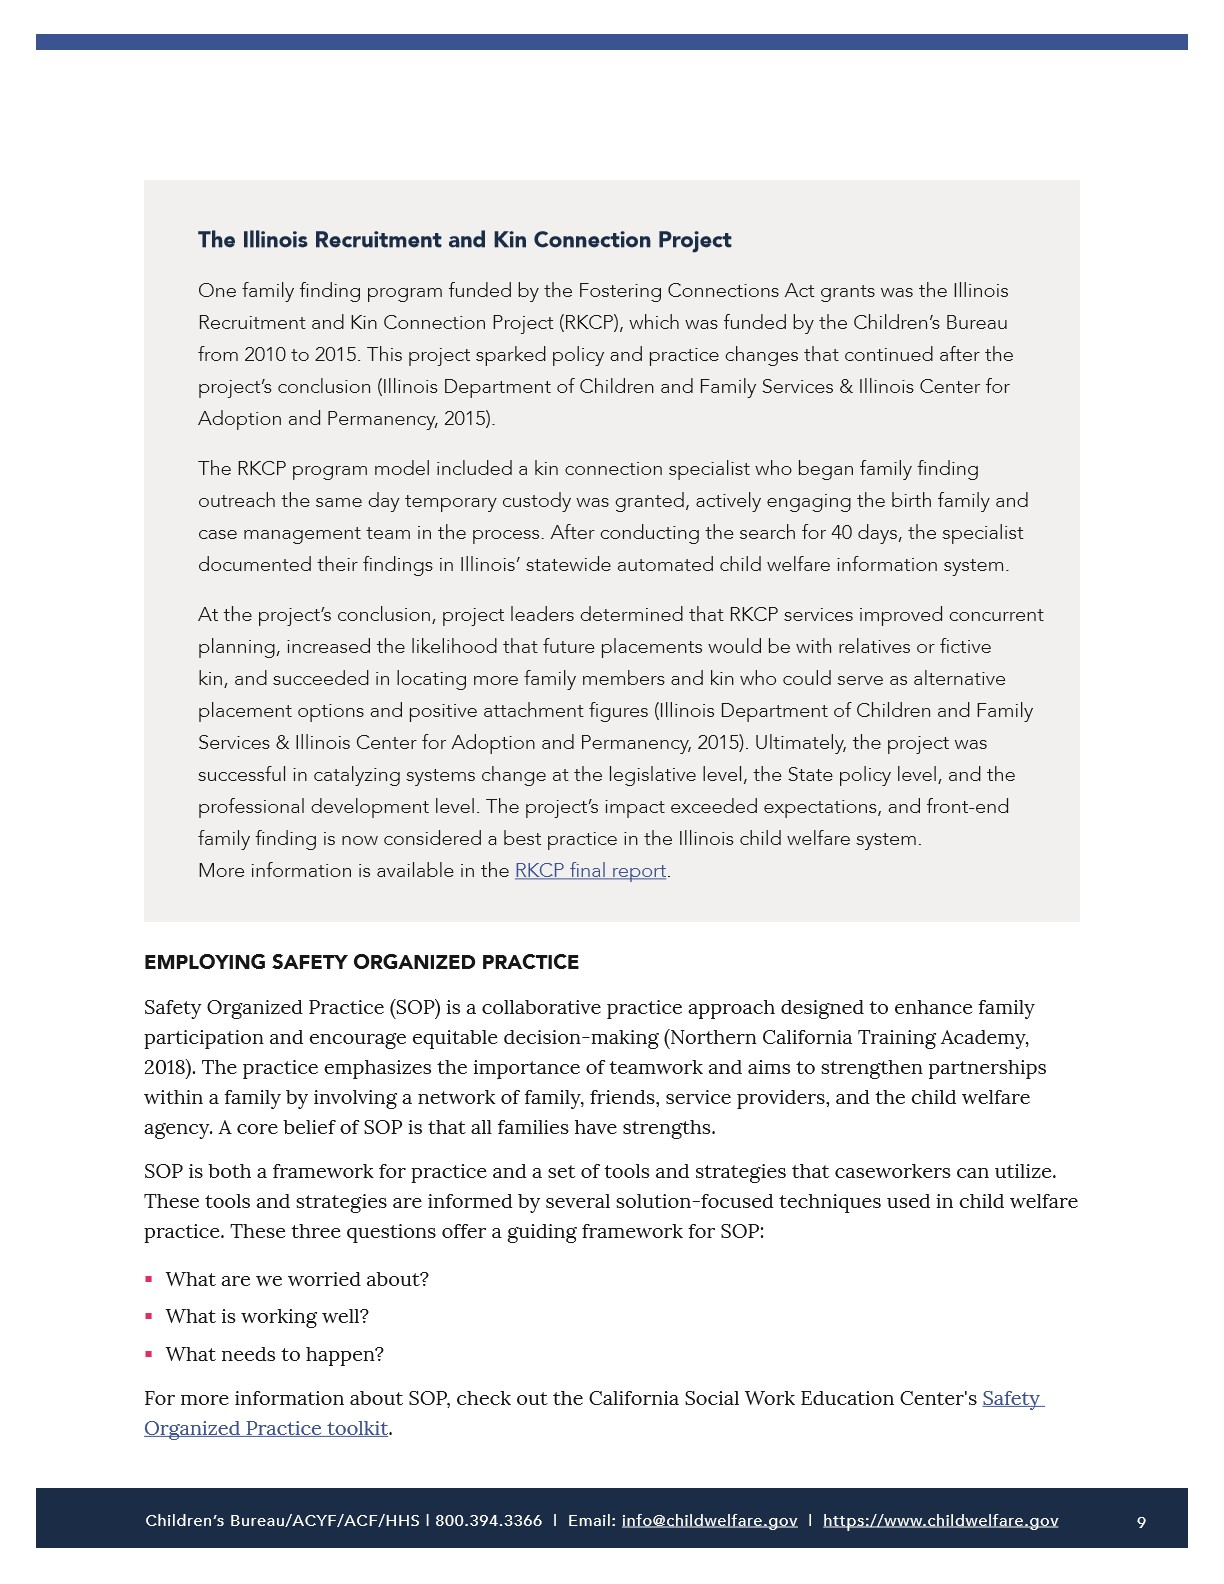 The Illinois Recruitment and Kin Connection Project
One family finding program funded by the Fostering Connections Act grants was the Illinois
Recruitment and Kin Connection Project (RKCP), which was funded by the Children’s Bureau
from 2010 to 2015. This project sparked policy and practice changes that continued after the
project’s conclusion (Illinois Department of Children and Family Services & Illinois Center for
Adoption and Permanency, 2015).
The RKCP program model included a kin connection specialist who began family finding
outreach the same day temporary custody was granted, actively engaging the birth family and
case management team in the process. After conducting the search for 40 days, the specialist
documented their findings in Illinois’ statewide automated child welfare information system.
At the project’s conclusion, project leaders determined that RKCP services improved concurrent
planning, increased the likelihood that future placements would be with relatives or fictive
kin, and succeeded in locating more family members and kin who could serve as alternative
placement options and positive attachment figures (Illinois Department of Children and Family
Services & Illinois Center for Adoption and Permanency, 2015). Ultimately, the project was
successful in catalyzing systems change at the legislative level, the State policy level, and the
professional development level. The project’s impact exceeded expectations, and front-end
family finding is now considered a best practice in the Illinois child welfare system.
More information is available in the RKCP final report.
EMPLOYING SAFETY ORGANIZED PRACTICE
Safety Organized Practice (SOP) is a collaborative practice approach designed to enhance family
participation and encourage equitable decision-making (Northern California Training Academy,
2018). The practice emphasizes the importance of teamwork and aims to strengthen partnerships
within a family by involving a network of family, friends, service providers, and the child welfare
agency. A core belief of SOP is that all families have strengths.
SOP is both a framework for practice and a set of tools and strategies that caseworkers can utilize.
These tools and strategies are informed by several solution-focused techniques used in child welfare
practice. These three questions offer a guiding framework for SOP:
▪ What are we worried about?
▪ What is working well?
▪ What needs to happen?
For more information about SOP, check out the California Social Work Education Center's Safety
Organized Practice toolkit.
Children’s Bureau/ACYF/ACF/HHS | 800.394.3366 | Email: info@childwelfare.gov | https://www.childwelfare.gov 9